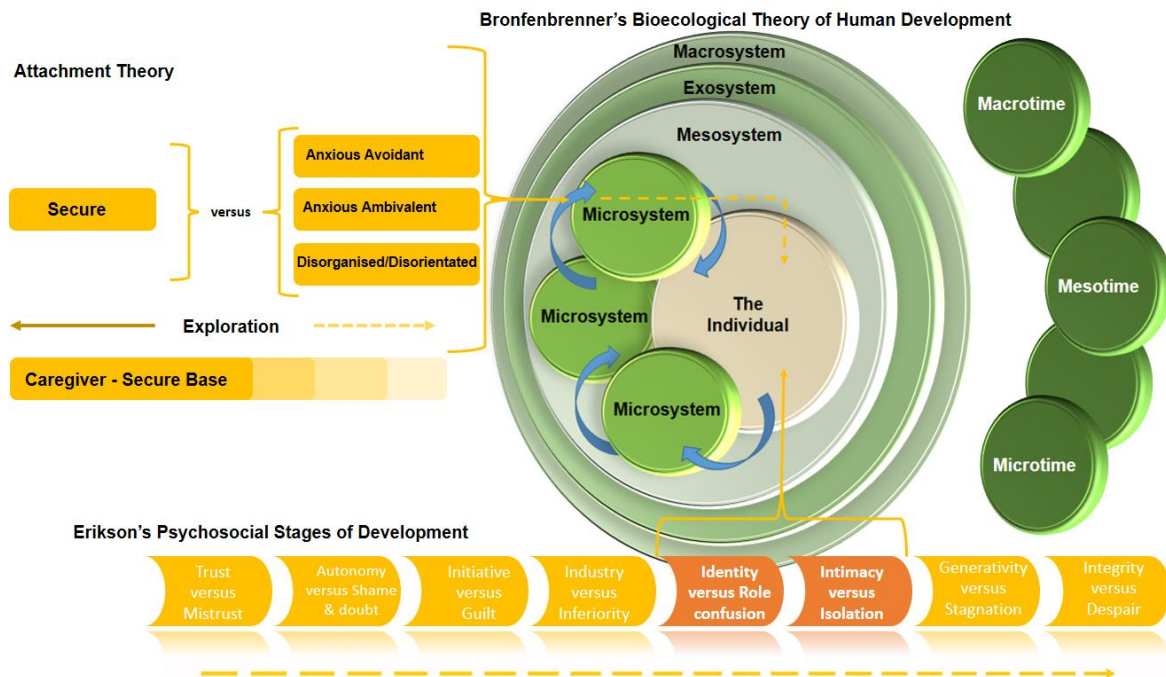 Bronfenbrenner's Bioecological Theory of Human Development
Attachment Theory
Secure
versus
Anxious Avoidant
Anxious Ambivalent
Disorganised/Disorientated
Exploration
Caregiver - Secure Base
Macrosystem
Exosystem
Mesosystem
Microsystem
Microsystem
Microsystem
The
Individual
Macrotime
Mesotime
Microtime
Erikson's Psychosocial Stages of Development
Trust
versus
Mistrust
Autonomy
versus Shame
& doubt
Initiative
versus
Guilt
Industry
versus
Inferiority
Identity
versus Role
confusion
Intimacy
versus
Isolation
Generativity
versus
Stagnation
Integrity
versus
Despair